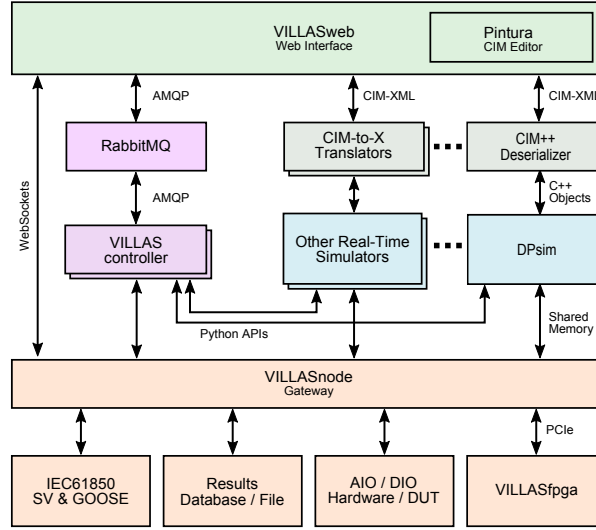 VILLASweb
Web Interface
Pintura
CIM Editor
AMQP
CIM-XML
CIM-XML
RabbitMQ
CIM-to-X
Translators
CIM++
Deserializer
WebSockets
AMQP
C++
Objects
VILLAS
controller
Other Real-Time
Simulators
DPsim
Python APIs
Shared
Memory
VILLASnode
Gateway
PCIe
IEC61850
SV & GOOSE
Results
Database / File
AIO / DIO
Hardware / DUT
VILLASfpga